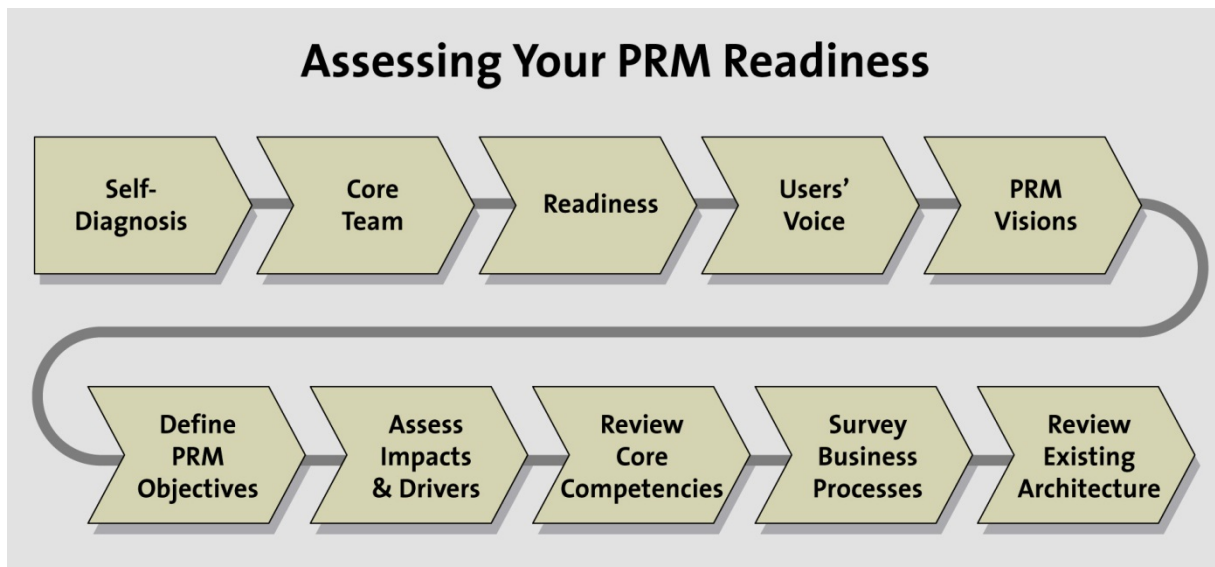 Assessing Your PRM Readiness
Self-
Diagnosis
Core
Team
Readiness
Users’
Voice
PRM
Visions
Define
PRM
Objectives
Assess
Impacts
& Drivers
Review
Core
Competencies
Survey
Business
Processes
Review
Existing
Architecture